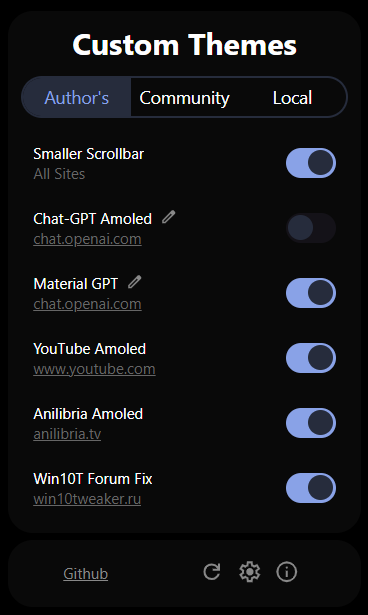 Custom Themes
Author's Community Local
Smaller Scrollbar
All Sites
Chat-GPT Amoled
chat.openai.com
Material GPT
chat.openai.com
YouTube Amoled
www.youtube.com
Anilibria Amoled
anilibria.tv
Win10T Forum Fix
win10tweaker.ru
Github